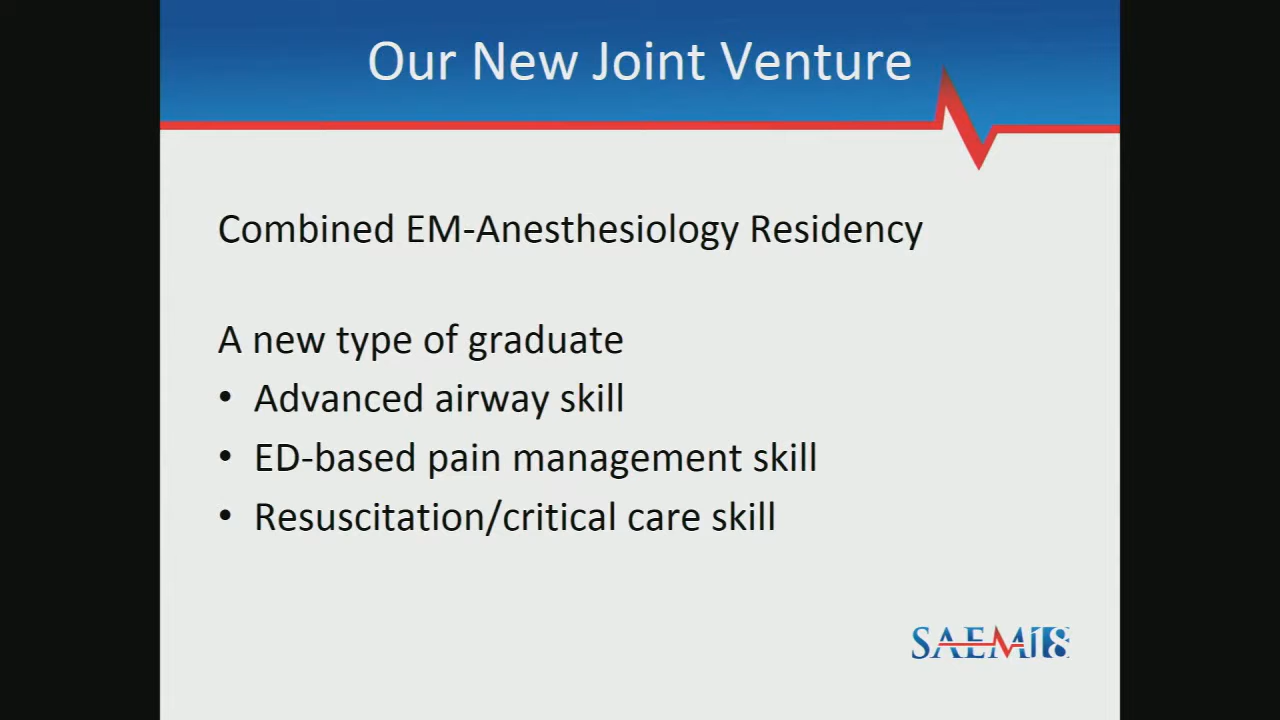 Our New Joint Venture
Combined EM-Anesthesiology Residency
A new type of graduate
• Advanced airway skill
• ED-based pain management skill
• Resuscitation/critical care skill
SAEM18